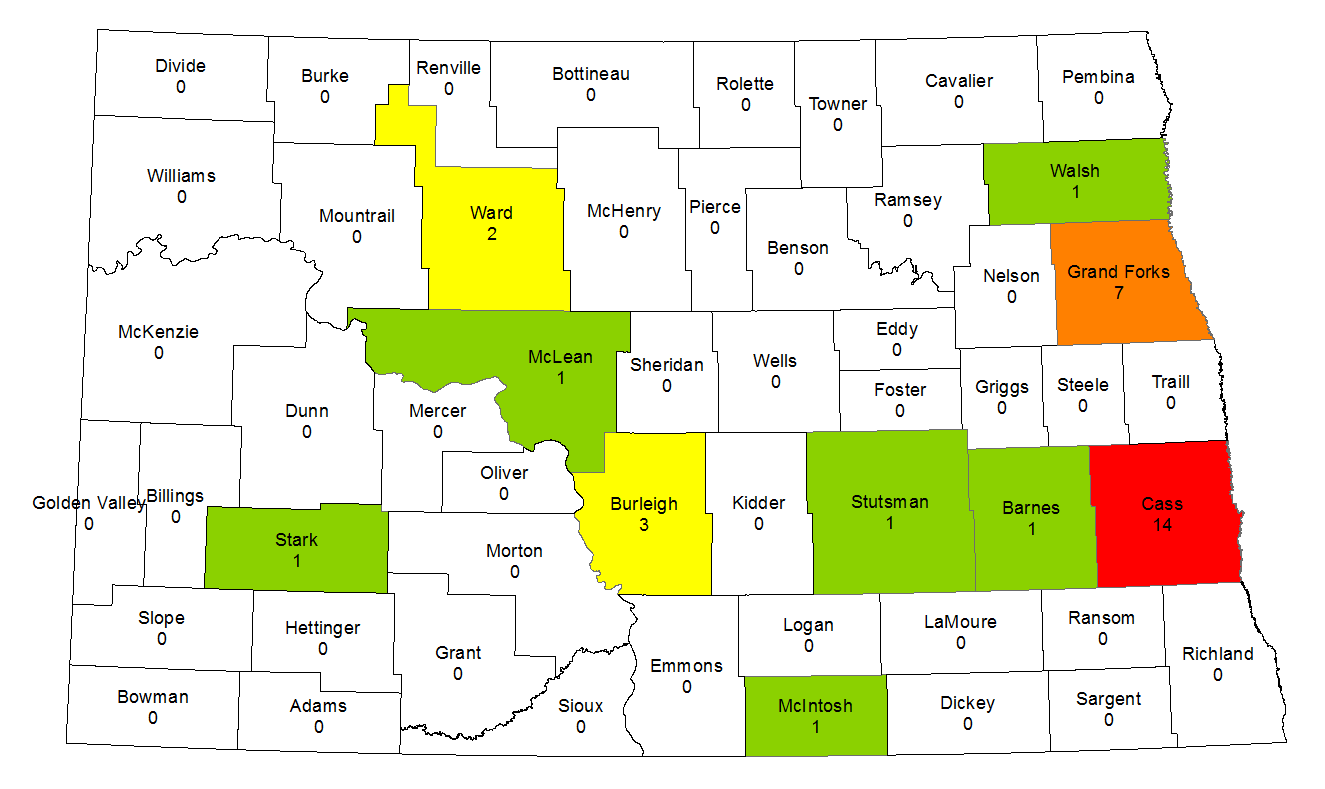 Divide
0
Burke
0
Renville
0
Bottineau
0
Rolette
0
Towner
0
Cavalier
0
Pembina
0
Williams
0
Mountrail
0
Ward
2
McHenry
0
Pierce
0
Benson
0
Ramsey
0
Walsh
1
Nelson
0
Grand Forks
7
McKenzie
0
Dunn
0
Mercer
0
McLean
1
Sheridan
0
Wells
0
Eddy
0
Foster
0
Griggs
0
Steele
0
Traill
0
Golden Valley
0
Billings
0
Stark
1
Oliver
0
Morton
0
Burleigh
3
Kidder
0
Stutsman
1
Barnes
1
Cass
14
Slope
0
Hettinger
0
Grant
0
Bowman
0
Adams
0
Sioux
0
Emmons
0
Logan
0
McIntosh
1
LaMoure
0
Dickey
0
Ransom
0
Sargent
0
Richland
0